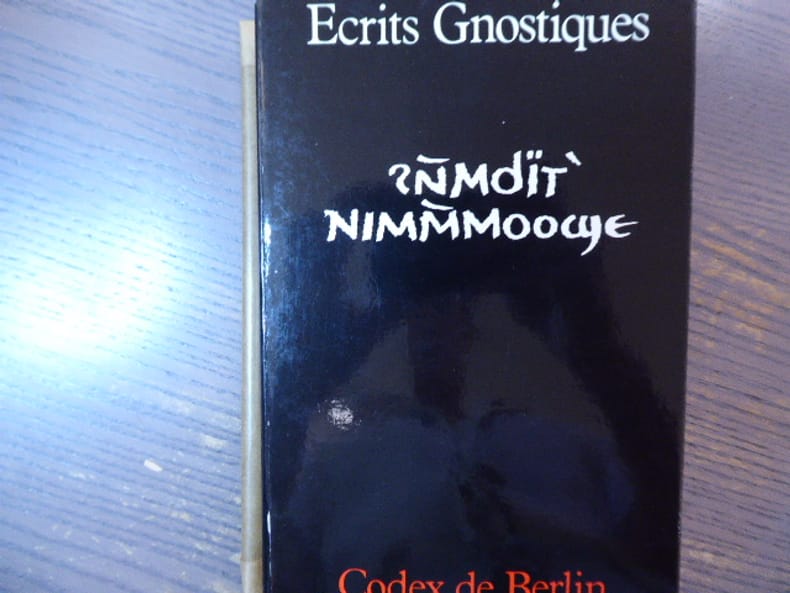 Ecrits Gnostiques
ϩⲛ̄ⲙⲁⲓ̈ⲧ̀
ⲛⲓⲙⲙ̄ⲙⲟⲟϣⲉ
Codex de Berlin